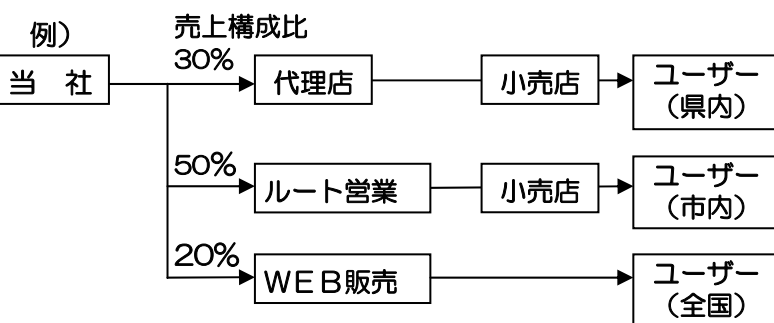 例）
売上構成比
当　社
30%
代理店
小売店
ユーザー
（県内）
50%
ルート営業
小売店
ユーザー
（市内）
20%
ＷＥＢ販売
ユーザー
（全国）